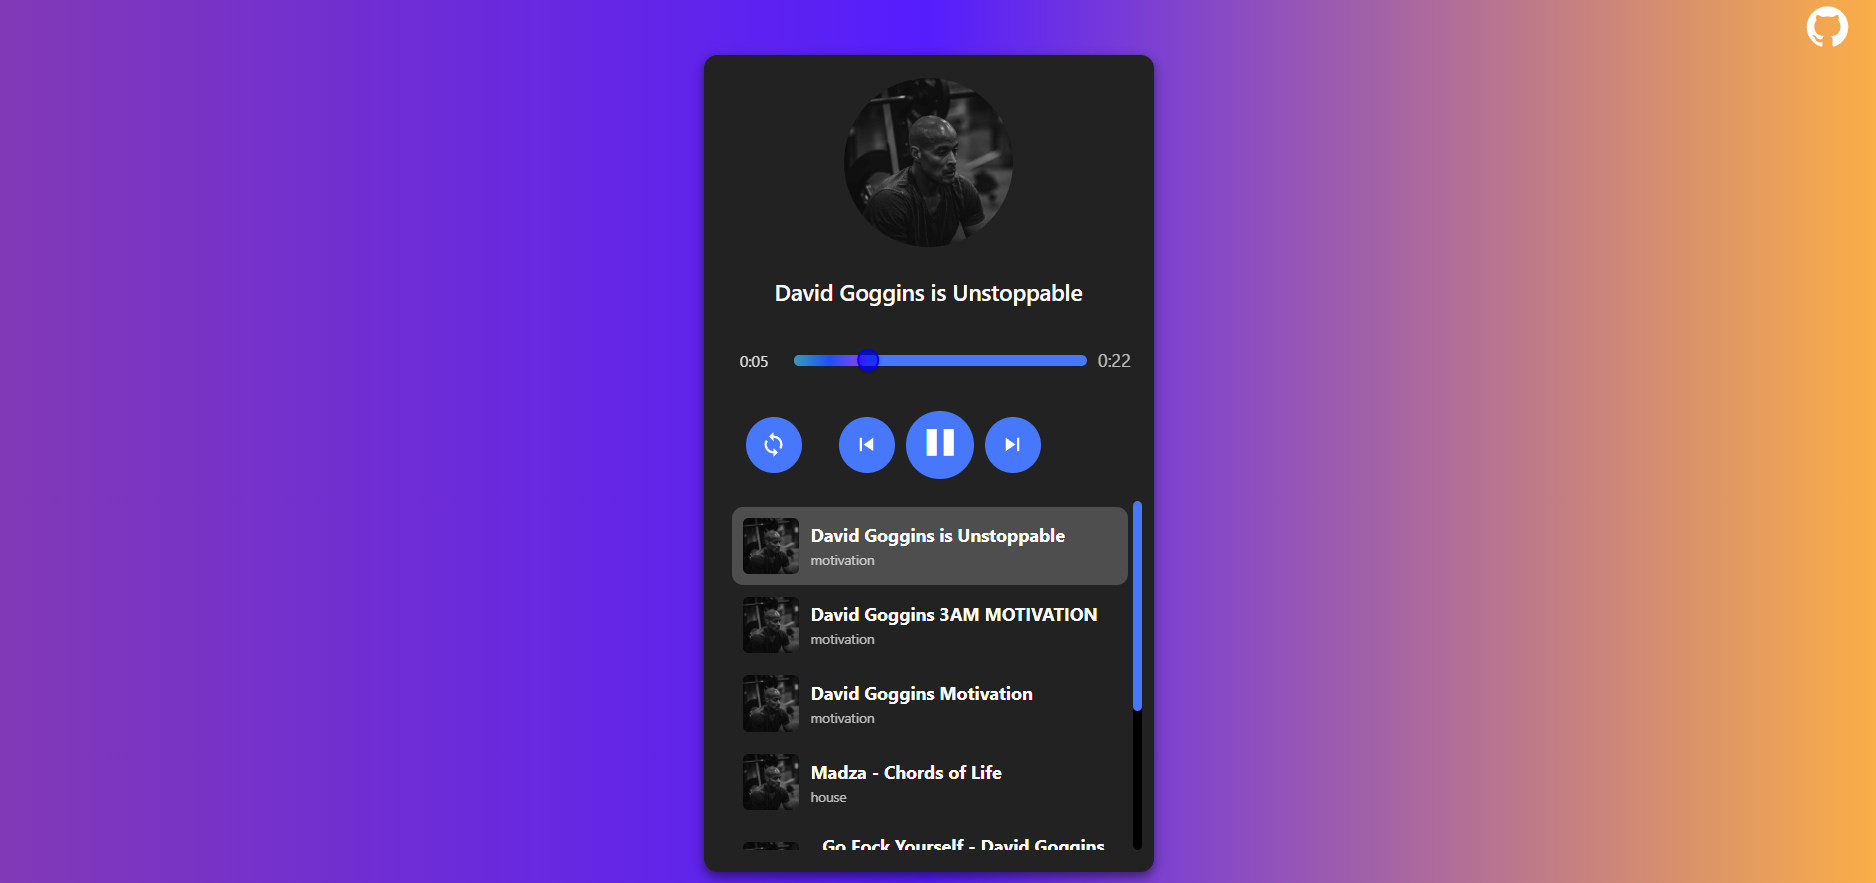 David Goggins is Unstoppable
0:05 0:22
David Goggins is Unstoppable
motivation
David Goggins 3AM MOTIVATION
motivation
David Goggins Motivation
motivation
Madza - Chords of Life
house
Go Fock Yourself - David Goggins